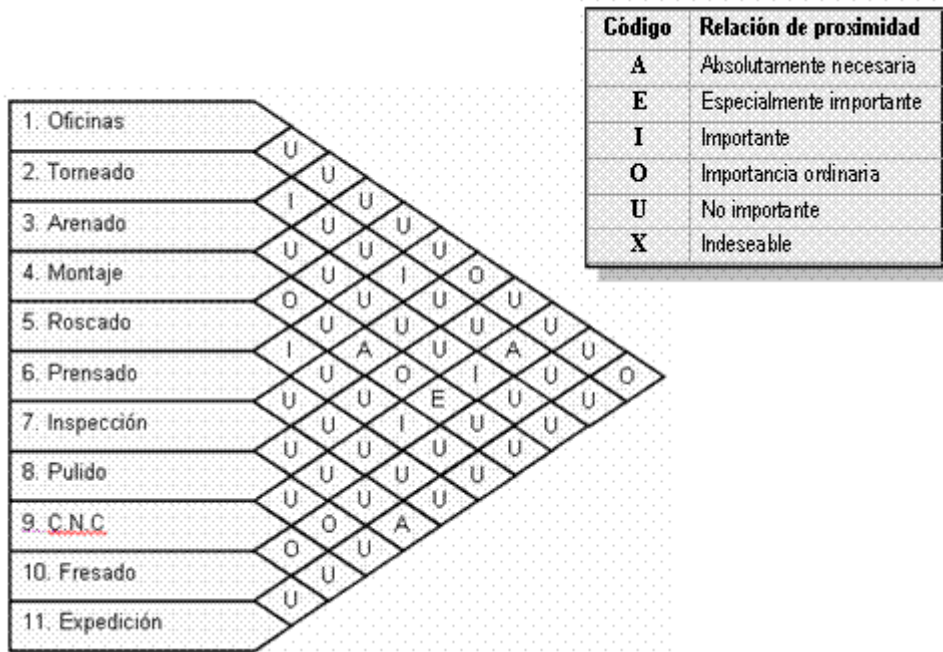 Código Relación de proximidad
A Absolutamente necesaria
E Especialmente importante
I Importante
O Importancia ordinaria
U No importante
X Indeseable
1. Oficinas
U
2. Torneado
U
I U
3. Arenado
U U
U U U
4. Montaje
U I O
O U U U
5. Roscado
U U U U
I A U A U
6. Prensado
U O I U O
U U E U U
7. Inspección
U I U U
U U U U
8. Pulido
U U U
U U U
9. C.N.C
O A
O U
10. Fresado
U
U
11. Expedición